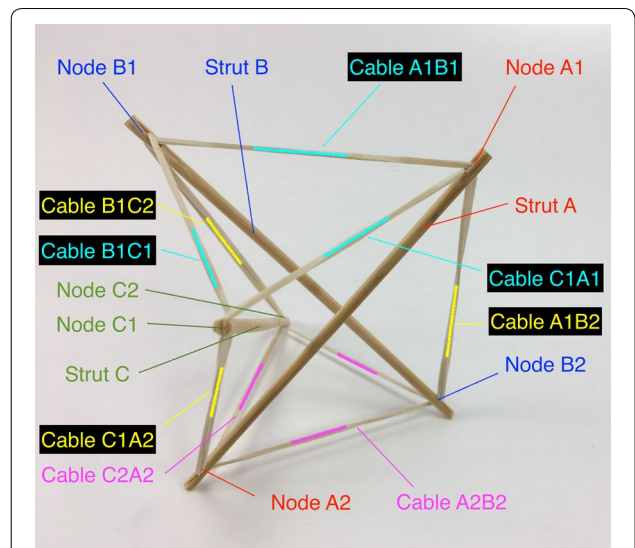 Node B1
Strut B
Cable A1B1
Node A1
Cable B1C2
Strut A
Cable B1C1
Cable C1A1
Node C2
Node C1
Cable A1B2
Strut C
Node B2
Cable C1A2
Cable C2A2
Node A2
Cable A2B2